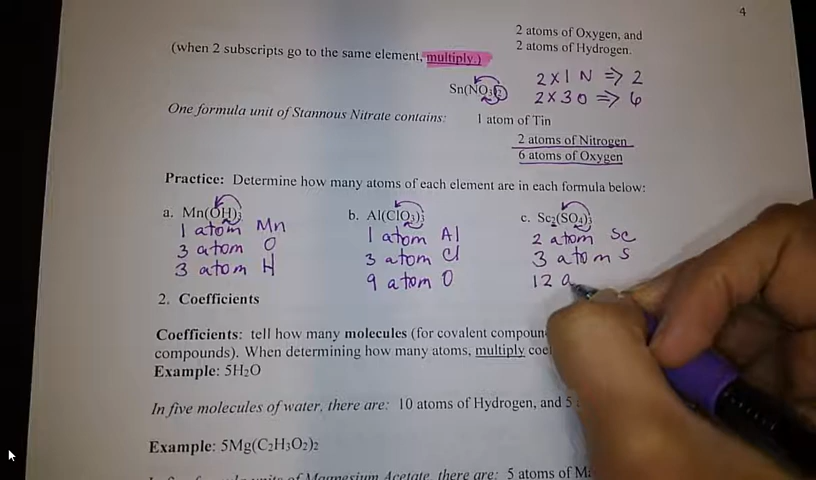 4
2 atoms of Oxygen, and
2 atoms of Hydrogen.
(when 2 subscripts go to the same element, multiply.)
Sn(NO3)2
2 x 1 N => 2
2 x 3 O => 6
One formula unit of Stannous Nitrate contains: 1 atom of Tin
2 atoms of Nitrogen
6 atoms of Oxygen
Practice: Determine how many atoms of each element are in each formula below:
a. Mn(OH)3
1 atom Mn
3 atom O
3 atom H
b. Al(ClO3)3
1 atom Al
3 atom Cl
9 atom O
c. Sc2(SO4)3
2 atom Sc
3 atom S
12 a
2. Coefficients
Coefficients: tell how many molecules (for covalent
compounds). When determining how many atoms, multiply
Example: 5H2O
In five molecules of water, there are: 10 atoms of Hydrogen, and 5
Example: 5Mg(C2H3O2)2
Magnesium Acetate, there are: 5 atoms of